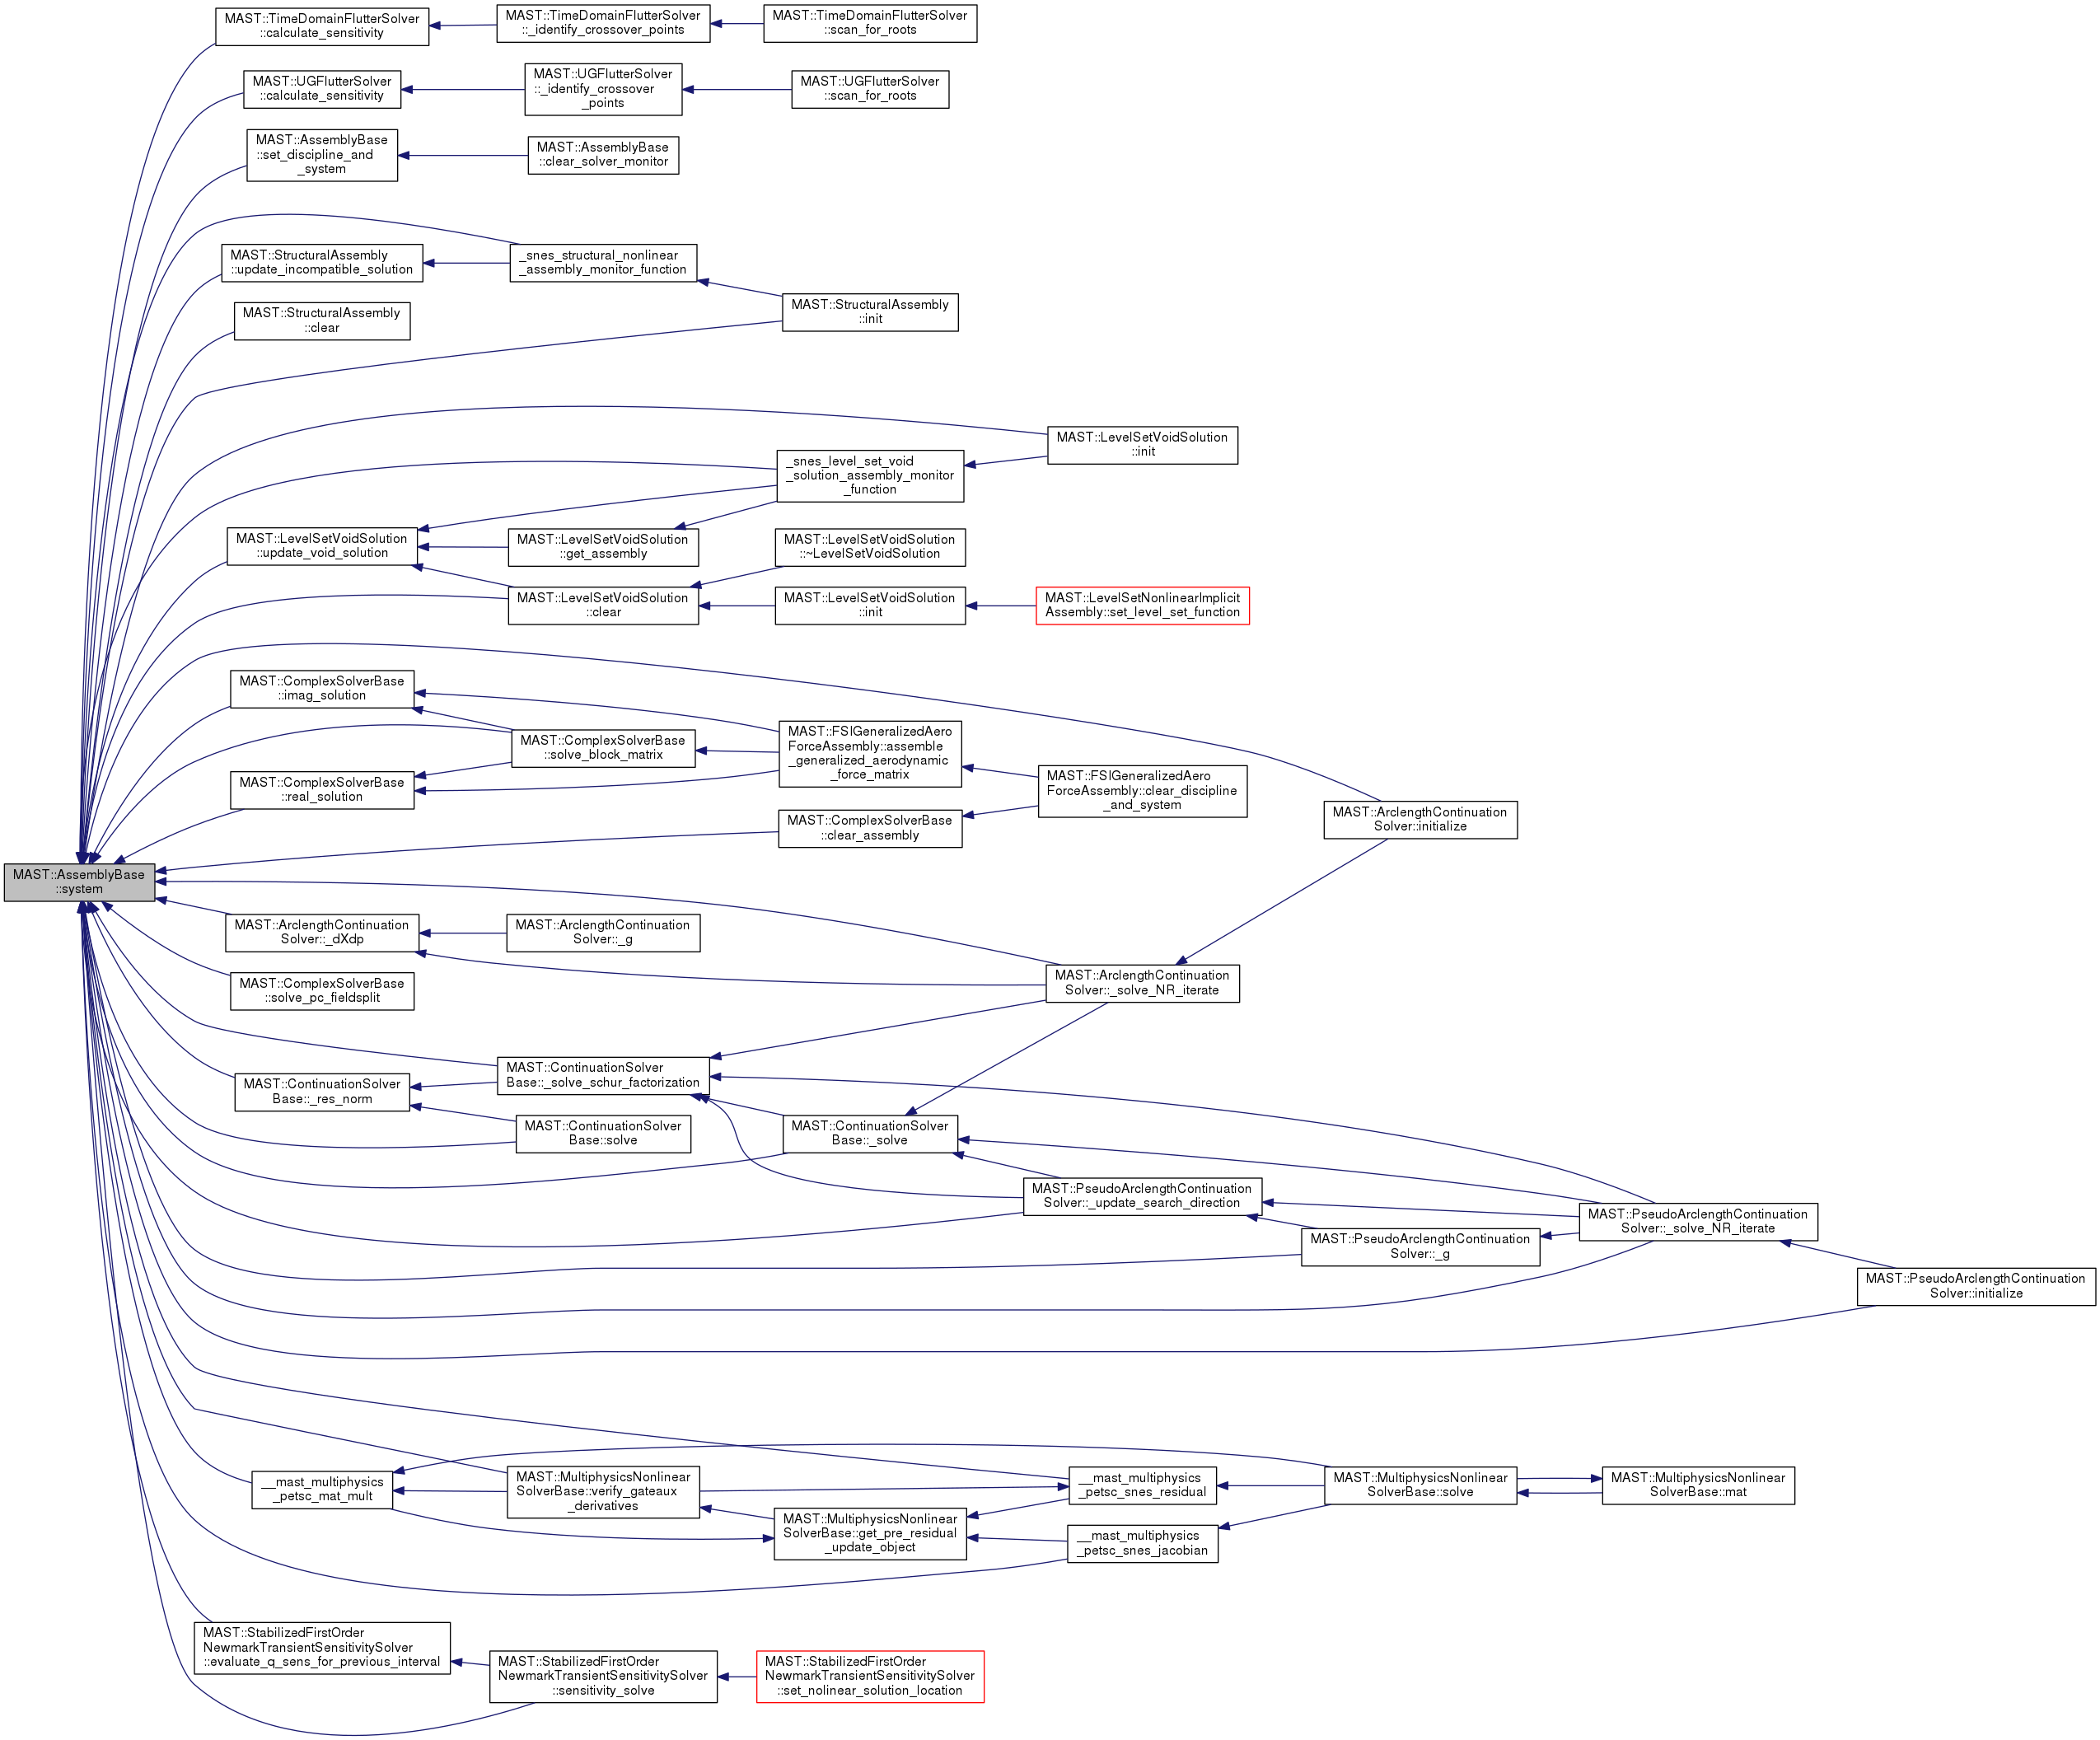 MAST::TimeDomainFlutterSolver
::calculate_sensitivity
MAST::TimeDomainFlutterSolver
::_identify_crossover_points
MAST::TimeDomainFlutterSolver
::scan_for_roots
MAST::UGFlutterSolver
::calculate_sensitivity
MAST::UGFlutterSolver
::_identify_crossover
_points
MAST::UGFlutterSolver
::scan_for_roots
MAST::AssemblyBase
::set_discipline_and
_system
MAST::AssemblyBase
::clear_solver_monitor
MAST::StructuralAssembly
::update_incompatible_solution
_snes_structural_nonlinear
_assembly_monitor_function
MAST::StructuralAssembly
::init
MAST::StructuralAssembly
::clear
MAST::LevelSetVoidSolution
::init
_snes_level_set_void
_solution_assembly_monitor
_function
MAST::LevelSetVoidSolution
::update_void_solution
MAST::LevelSetVoidSolution
::get_assembly
MAST::LevelSetVoidSolution
::~LevelSetVoidSolution
MAST::LevelSetVoidSolution
::clear
MAST::LevelSetVoidSolution
::init
MAST::LevelSetNonlinearImplicit
Assembly::set_level_set_function
MAST::ComplexSolverBase
::imag_solution
MAST::ComplexSolverBase
::solve_block_matrix
MAST::FSIGeneralizedAero
ForceAssembly::assemble
_generalized_aerodynamic
_force_matrix
MAST::ComplexSolverBase
::real_solution
MAST::FSIGeneralizedAero
ForceAssembly::clear_discipline
_and_system
MAST::ComplexSolverBase
::clear_assembly
MAST::ArclengthContinuation
Solver::initialize
MAST::AssemblyBase
::system
MAST::ArclengthContinuation
Solver::_dXdp
MAST::ArclengthContinuation
Solver::_g
MAST::ComplexSolverBase
::solve_pc_fieldsplit
MAST::ArclengthContinuation
Solver::_solve_NR_iterate
MAST::ContinuationSolver
Base::_solve_schur_factorization
MAST::ContinuationSolver
Base::_res_norm
MAST::ContinuationSolver
Base::solve
MAST::ContinuationSolver
Base::_solve
MAST::PseudoArclengthContinuation
Solver::_update_search_direction
MAST::PseudoArclengthContinuation
Solver::_solve_NR_iterate
MAST::PseudoArclengthContinuation
Solver::_g
MAST::PseudoArclengthContinuation
Solver::initialize
__mast_multiphysics
_petsc_mat_mult
MAST::MultiphysicsNonlinear
SolverBase::verify_gateaux
_derivatives
MAST::MultiphysicsNonlinear
SolverBase::get_pre_residual
_update_object
__mast_multiphysics
_petsc_snes_residual
__mast_multiphysics
_petsc_snes_jacobian
MAST::MultiphysicsNonlinear
SolverBase::solve
MAST::MultiphysicsNonlinear
SolverBase::mat
MAST::StabilizedFirstOrder
NewmarkTransientSensitivitySolver
::evaluate_q_sens_for_previous_interval
MAST::StabilizedFirstOrder
NewmarkTransientSensitivitySolver
::sensitivity_solve
MAST::StabilizedFirstOrder
NewmarkTransientSensitivitySolver
::set_nolinear_solution_location